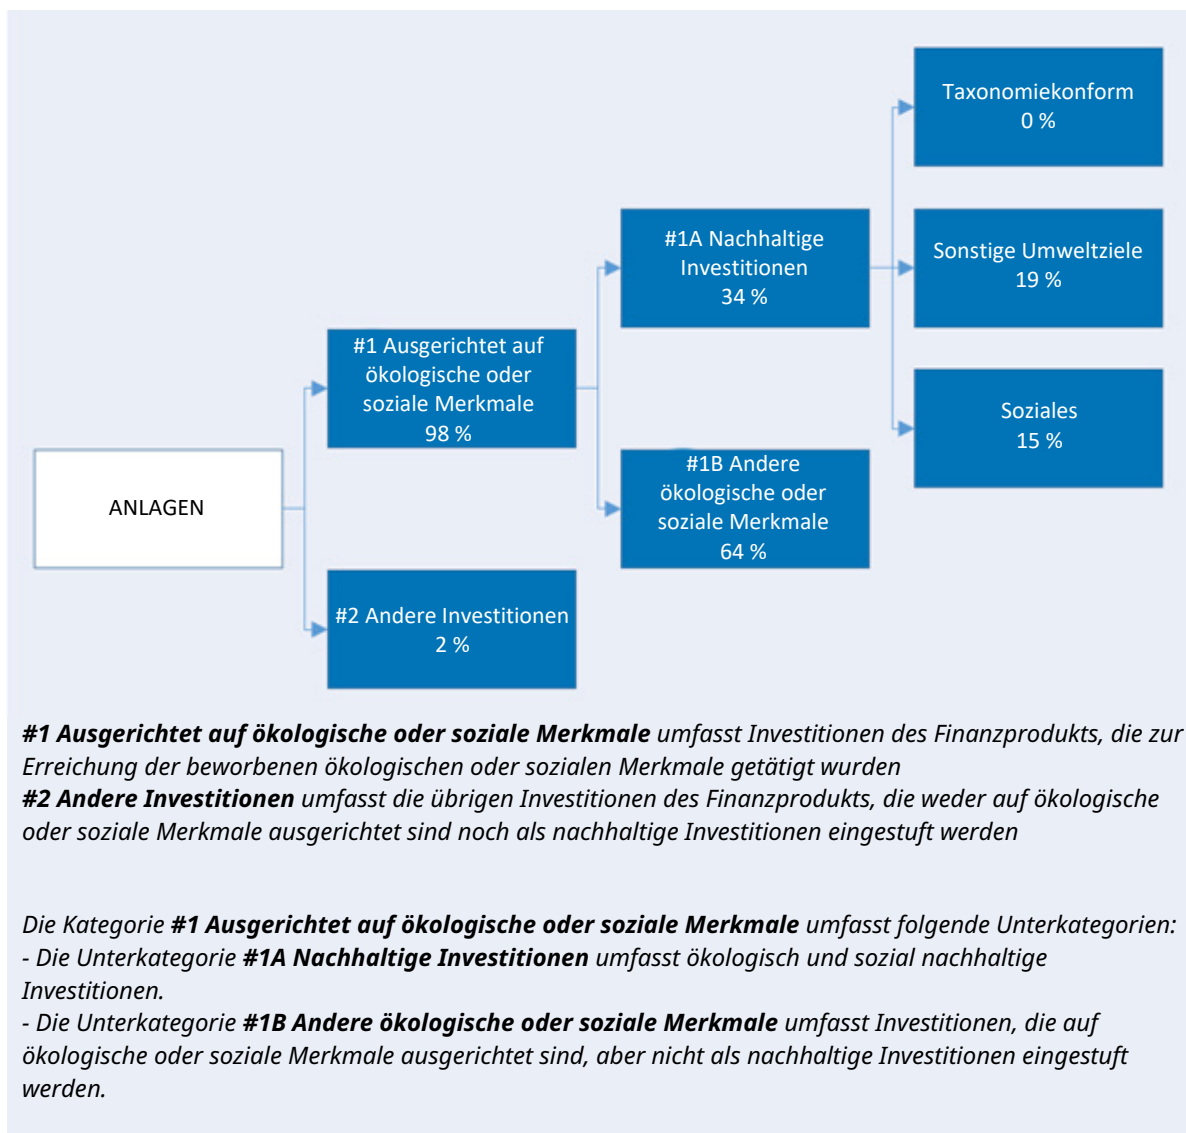 Taxonomiekonform
0 %
#1A Nachhaltige
Investitionen
34 %
Sonstige Umweltziele
19 %
#1 Ausgerichtet auf
ökologische oder
soziale Merkmale
98 %
Soziales
15 %
#1B Andere
ökologische oder
soziale Merkmale
64 %
ANLAGEN
#2 Andere Investitionen
2 %
#1 Ausgerichtet auf ökologische oder soziale Merkmale umfasst Investitionen des Finanzprodukts, die zur
Erreichung der beworbenen ökologischen oder sozialen Merkmale getätigt wurden
#2 Andere Investitionen umfasst die übrigen Investitionen des Finanzprodukts, die weder auf ökologische
oder soziale Merkmale ausgerichtet sind noch als nachhaltige Investitionen eingestuft werden
Die Kategorie #1 Ausgerichtet auf ökologische oder soziale Merkmale umfasst folgende Unterkategorien:
- Die Unterkategorie #1A Nachhaltige Investitionen umfasst ökologisch und sozial nachhaltige
Investitionen.
- Die Unterkategorie #1B Andere ökologische oder soziale Merkmale umfasst Investitionen, die auf
ökologische oder soziale Merkmale ausgerichtet sind, aber nicht als nachhaltige Investitionen eingestuft
werden.